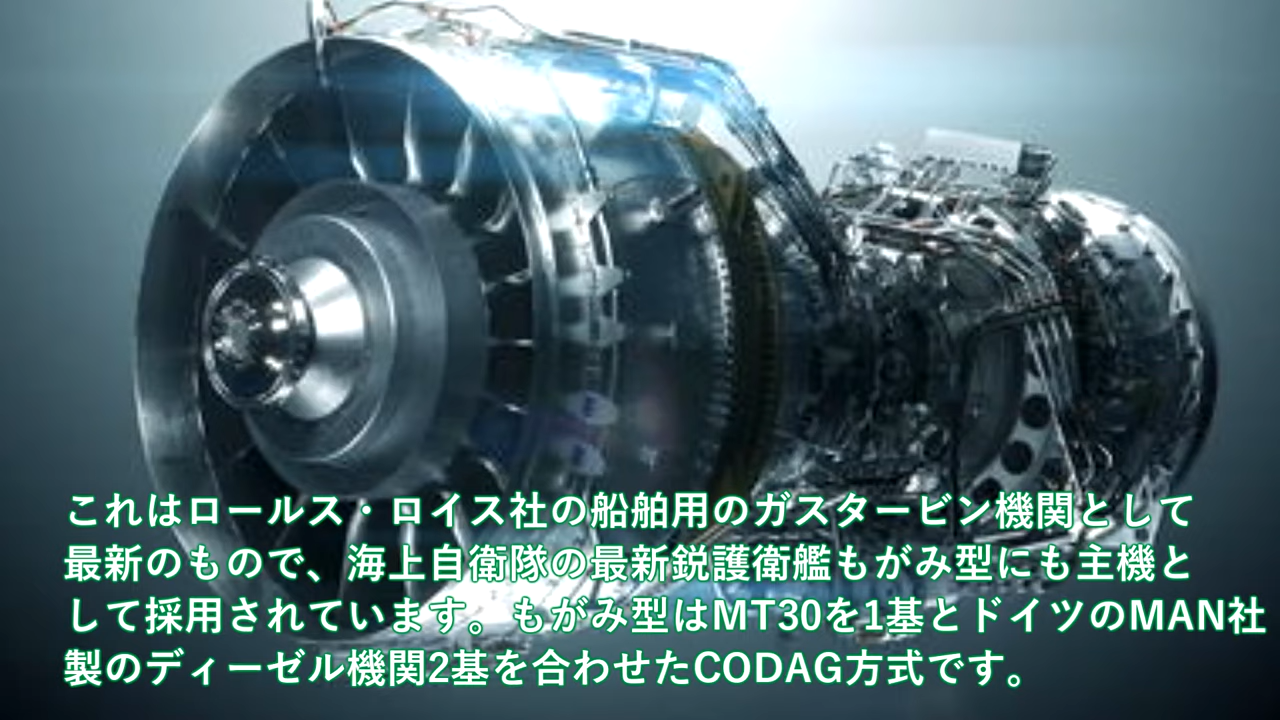 これはロールス・ロイス社の船舶用のガスタービン機関として
最新のもので、海上自衛隊の最新鋭護衛艦もがみ型にも主機と
して採用されています。もがみ型はMT30を1基とドイツのMAN社
製のディーゼル機関2基を合わせたCODAG方式です。